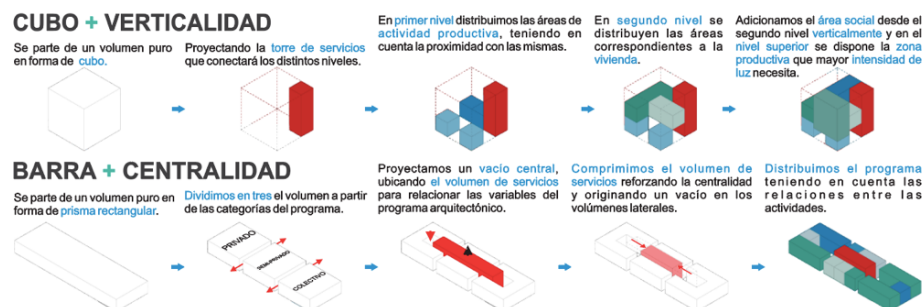 CUBO + VERTICALIDAD
Se parte de un volumen puro
en forma de cubo.
Proyectando la torre de servicios
que conectará los distintos niveles.
En primer nivel distribuimos las áreas de
actividad productiva, teniendo en
cuenta la proximidad con las mismas.
En segundo nivel se
distribuyen las áreas
correspondientes a la
vivienda.
Adicionamos el área social desde el
segundo nivel verticalmente y en el
nivel superior se dispone la zona
productiva que mayor intensidad de
luz necesita.
BARRA + CENTRALIDAD
Se parte de un volumen puro en
forma de prisma rectangular.
Dividimos en tres el volumen a partir
de las categorías del programa.
Proyectamos un vacío central,
ubicando el volumen de servicios
para relacionar las variables del
programa arquitectónico.
Comprimimos el volumen de
servicios reforzando la centralidad
y originando un vacío en los
volúmenes laterales.
Distribuimos el programa
teniendo en cuenta las
relaciones entre las
actividades.
PRIVADO
SEMI-PRIVADO
COLECTIVO